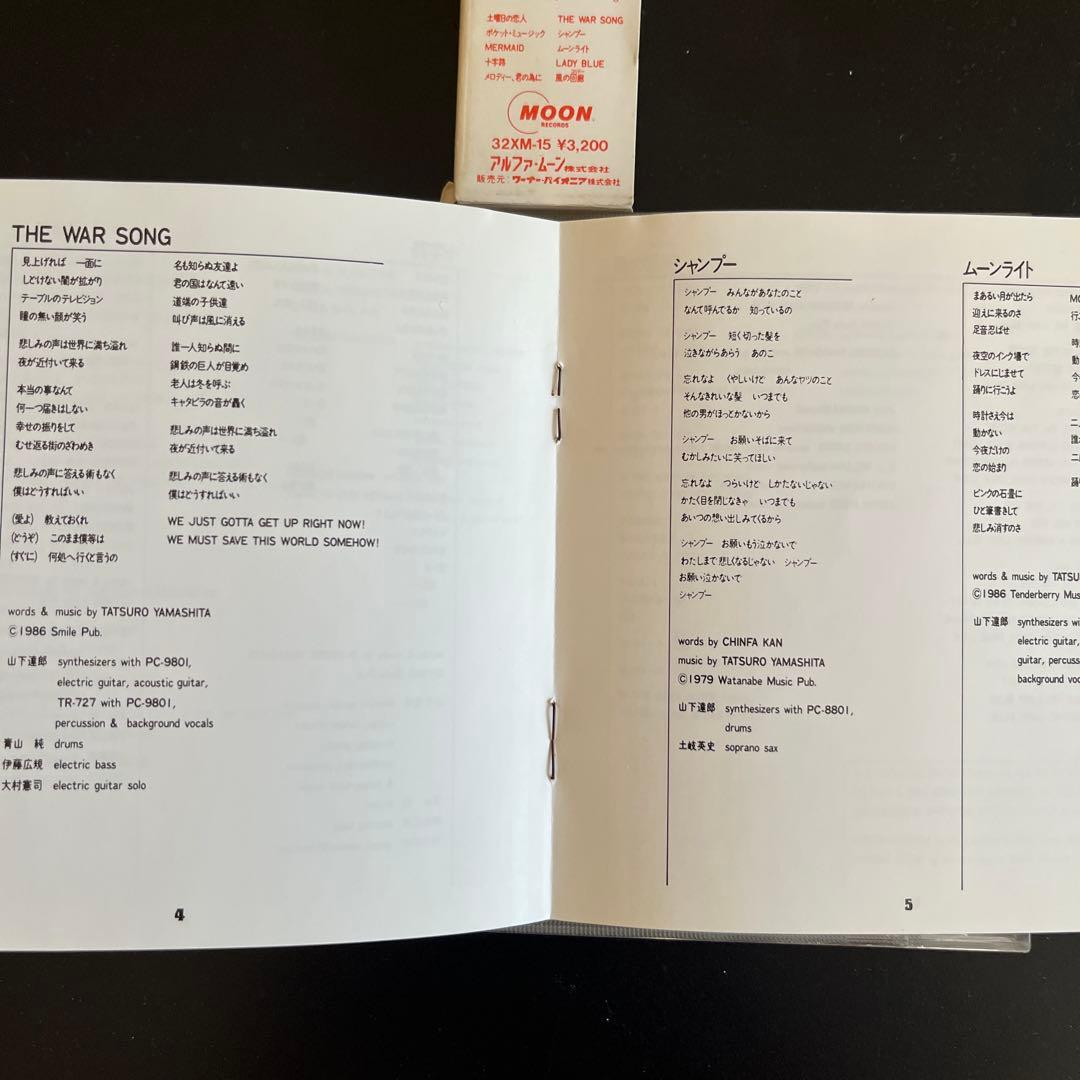 土曜日の恋人 THE WAR SONG
ポケット・ミュージック シャンプー
MERMAID ムーンライト
十字路 LADY BLUE
メロディー、君の為に 風の回廊
MOON
RECORDS
32XM-15 ¥3,200
アルファ・ムーン株式会社
販売元:ワーナー・パイオニア株式会社
THE WAR SONG
見上げれば 一面に
しどけない闇が拡がり
テーブルのテレビジョン
瞳の無い顔が笑う
悲しみの声は世界に満ち溢れ
夜が近付いて来る
本当の事なんて
何一つ届きはしない
幸せの振りをして
むせ返る街のざわめき
悲しみの声に答える術もなく
僕はどうすればいい
(愛よ) 教えておくれ
(どうぞ) このまま僕等は
(すぐに) 何処へ行くと言うの
名も知らぬ友達よ
君の国はなんて遠い
道端の子供達
叫び声は風に消える
誰一人知らぬ間に
鋼鉄の巨人が目覚め
老人は冬を呼ぶ
キャタピラの音が轟く
悲しみの声は世界に満ち溢れ
夜が近付いて来る
悲しみの声に答える術もなく
僕はどうすればいい
WE JUST GOTTA GET UP RIGHT NOW!
WE MUST SAVE THIS WORLD SOMEHOW!
words & music by TATSURO YAMASHITA
©1986 Smile Pub.
山下達郎 synthesizers with PC-9801,
electric guitar, acoustic guitar,
TR-727 with PC-9801,
percussion & background vocals
青山 純 drums
伊藤広規 electric bass
大村憲司 electric guitar solo
4
シャンプー
シャンプー みんながあなたのこと
なんて呼んでるか 知っているの
シャンプー 短く切った髪を
泣きながらあらう あのこ
忘れなよ くやしいけど あんなヤツのこと
そんなきれいな髪 いつまでも
他の男がほっとかないから
シャンプー お願いそばに来て
むかしみたいに笑ってほしい
忘れなよ つらいけど しかたないじゃない
かたく目を閉じなきゃ いつまでも
あいつの想い出しみてくるから
シャンプー お願いもう泣かないで
わたしまで悲しくなるじゃない シャンプー
お願い泣かないで
シャンプー
words by CHINFA KAN
music by TATSURO YAMASHITA
©1979 Watanabe Music Pub.
山下達郎 synthesizers with PC-8801,
drums
土岐英史 soprano sax
ムーンライト
まあるい月が出たら
迎えに来るのさ
足音忍ばせ
夜空のインク壜で
ドレスにじませて
踊りに行こうよ
時計さえ今は
動かない
今夜だけの
恋の始まり
ピンクの石畳に
ひと筆書きして
悲しみ消すのさ
words & music by TATSU
©1986 Tenderberry Mus
山下達郎 synthesizers wi
electric guitar,
guitar, percuss
background voc
5